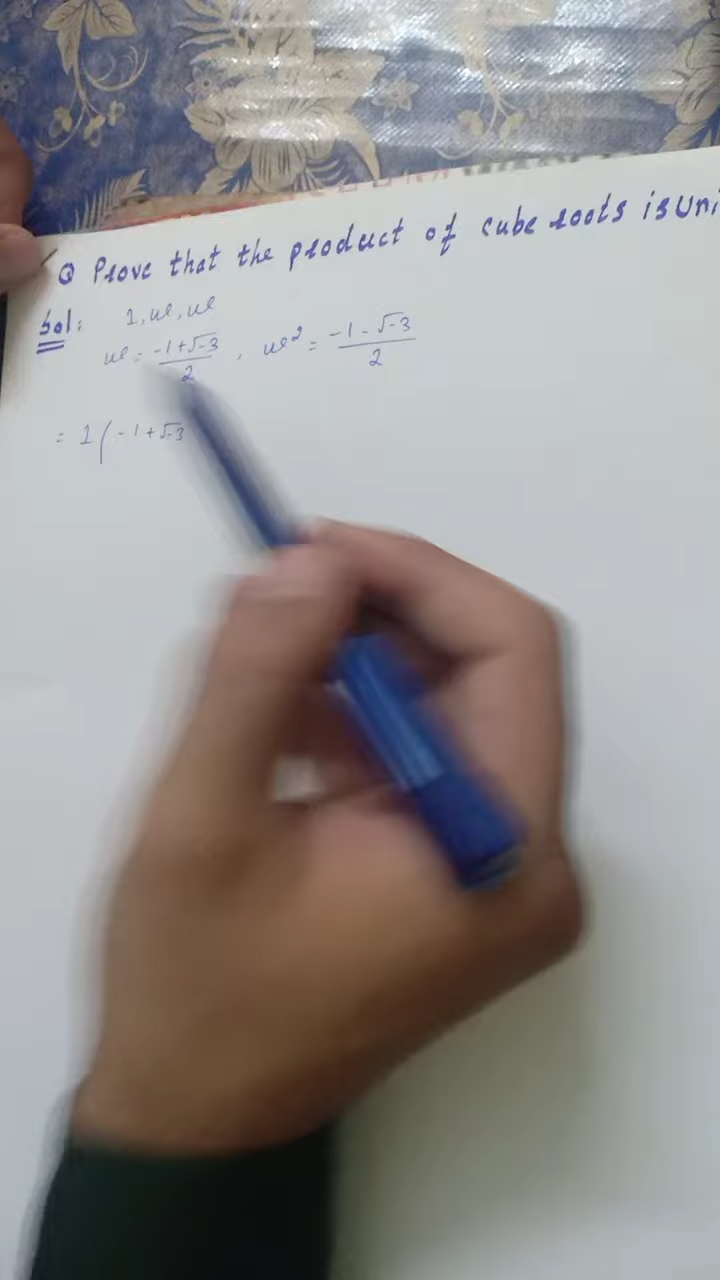 Q Prove that the product of cube roots is Uni
Sol: 1, ω, ω
ω = -1+√-3/2 , ω² = -1-√-3/2
= 1(-1+√-3